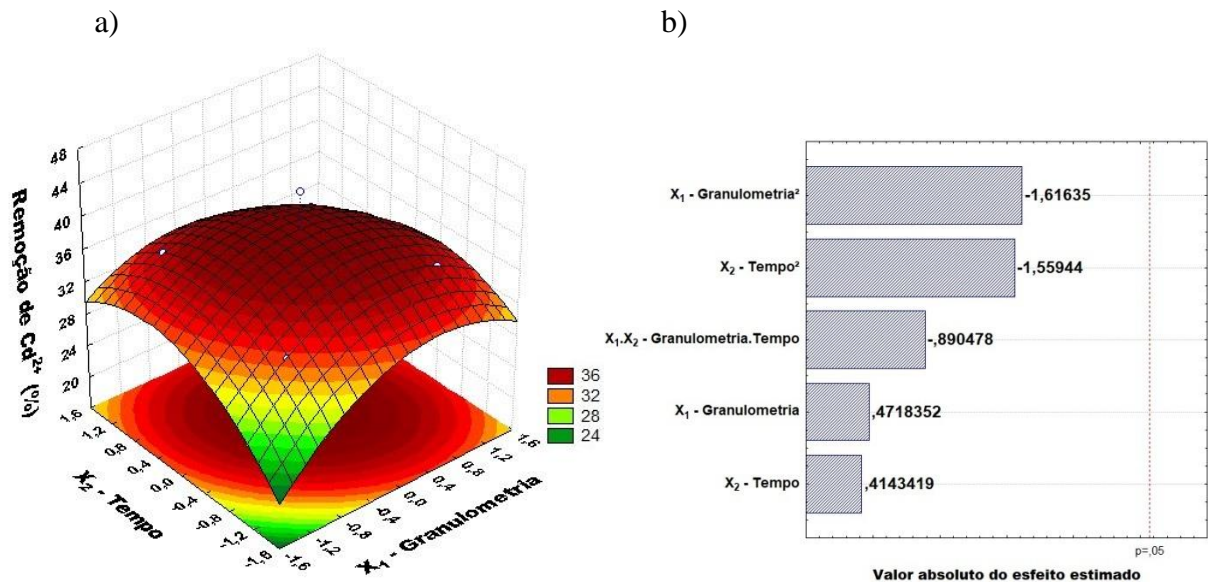 a)
b)
Remoção de Cd²⁺ (%)
48
44
40
36
32
28
24
20
1,6
1,2
0,8
0,4
0,0
-0,4
-0,8
-1,2
-1,6
X₂ - Tempo
-1,6
-1,2
-0,8
-0,4
0,0
0,4
0,8
1,2
1,6
X₁ - Granulometria
36
32
28
24
X₁ - Granulometria²
-1,61635
X₂ - Tempo²
-1,55944
X₁.X₂ - Granulometria.Tempo
-,890478
X₁ - Granulometria
,4718352
X₂ - Tempo
,4143419
p=,05
Valor absoluto do esfeito estimado